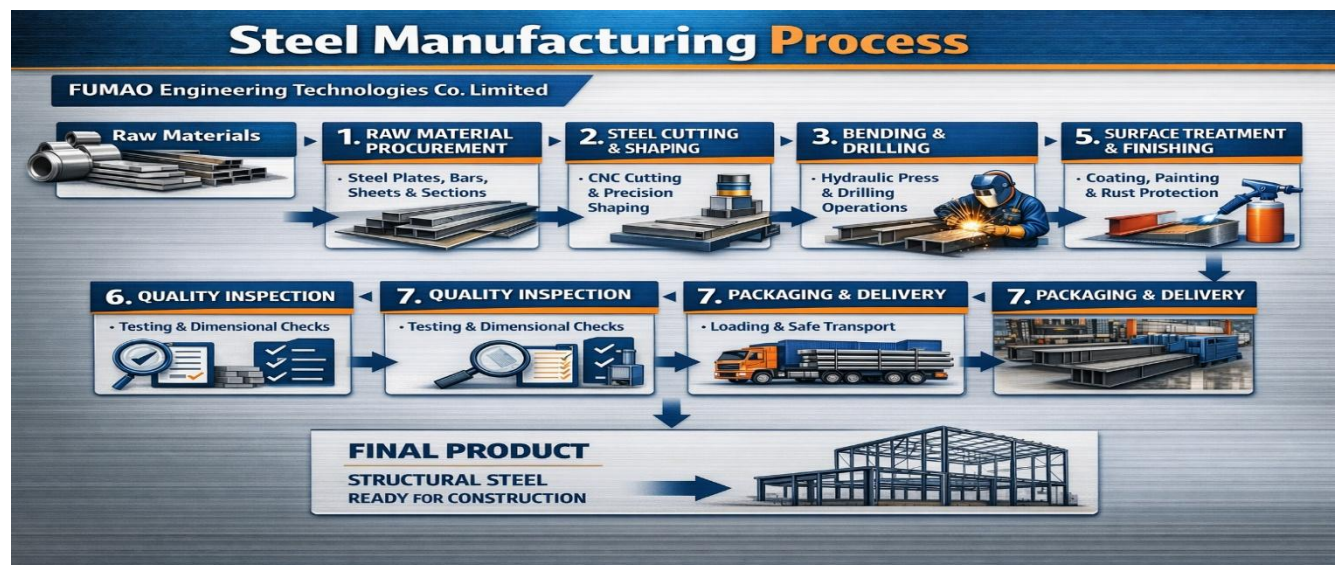 Steel Manufacturing Process
FUMAO Engineering Technologies Co. Limited
Raw Materials
1. RAW MATERIAL
PROCUREMENT
· Steel Plates, Bars,
Sheets & Sections
2. STEEL CUTTING
& SHAPING
· CNC Cutting
& Precision
Shaping
3. BENDING &
DRILLING
· Hydraulic Press
& Drilling
Operations
5. SURFACE TREATMENT
& FINISHING
· Coating, Painting
& Rust Protection
6. QUALITY INSPECTION
· Testing & Dimensional Checks
7. QUALITY INSPECTION
· Testing & Dimensional Checks
7. PACKAGING & DELIVERY
· Loading & Safe Transport
7. PACKAGING & DELIVERY
FINAL PRODUCT
STRUCTURAL STEEL
READY FOR CONSTRUCTION